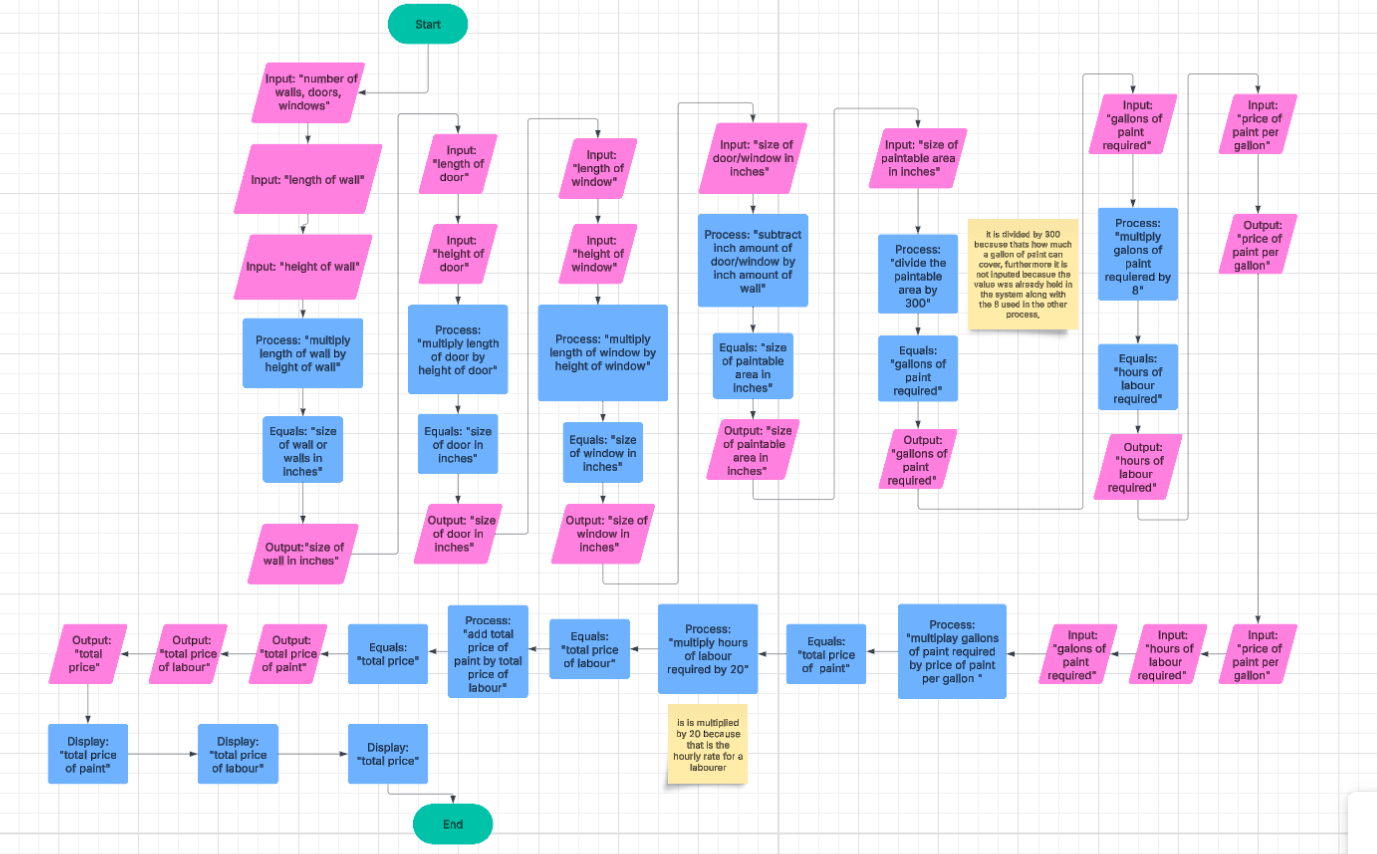 Start
Input: "number of
walls, doors,
windows"
Input: "length of wall"
Input: "height of wall"
Process: "multiply
length of wall by
height of wall"
Equals: "size
of wall or
walls in
inches"
Output:"size of
wall in inches"
Input:
"length of
door"
Input:
"height of
door"
Process:
"multiply length
of door by
height of door"
Equals: "size
of door in
inches"
Output: "size
of door in
inches"
Input:
"length of
window"
Input:
"height of
window"
Process: "multiply
length of window by
height of window"
Equals: "size
of window in
inches"
Output: "size of
window in
inches"
Input: "size of
door/window in
inches"
Process: "subtract
inch amount of
door/window by
inch amount of
wall"
Equals: "size
of paintable
area in
inches"
Output: "size
of paintable
area in
inches"
Input: "size of
paintable area
in inches"
Process:
"divide the
paintable
area by
300"
Equals:
"gallons of
paint
required"
Output:
"gallons of
paint
required"
it is divided by 300
because thats how much
a gallon of paint can
cover, furthermore it is
not inputed becasue the
value was already held in
the system along with
the 8 used in the other
process,
Input:
"gallons of
paint
required"
Process:
"multiply
galons of
paint
requiered by
8"
Equals:
"hours of
labour
required"
Output:
"hours of
labour
required"
Input:
"price of
paint per
gallon"
Output:
"price of
paint per
gallon"
Input:
"price of
paint per
gallon"
Input:
"hours of
labour
required"
Input:
"galons of
paint
required"
Process:
"multiplay gallons
of paint required
by price of paint
per gallon "
Equals:
"total price
of  paint"
Process:
"multiply hours
of labour
required by 20"
is is multiplied
by 20 because
that is the
hourly rate for a
labourer
Equals:
"total price
of labour"
Process:
"add total
price of
paint by total
price of
labour"
Equals:
"total price"
Output:
"total price
of paint"
Output:
"total price
of labour"
Output:
"total
price"
Display:
"total price
of paint"
Display:
"total price
of labour"
Display:
"total price"
End